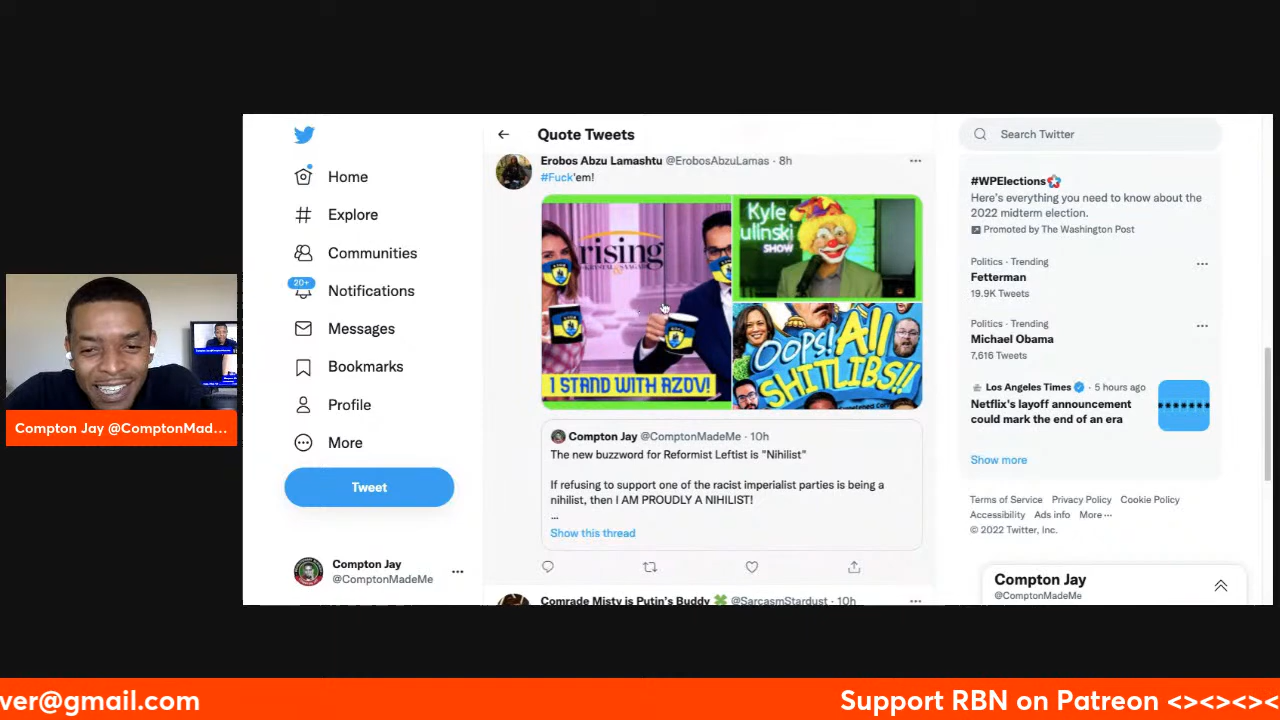 Quote Tweets
Search Twitter
Erobos Abzu Lamashtu @ErobosAbzuLamas · 8h
#Fuck'em!
rising
KRYSTAL & SAAGAR
I STAND WITH AZOV!
Kyle
ulinski
SHOW
OOPS! All
SHITLIBS!!
Compton Jay @ComptonMadeMe · 10h
The new buzzword for Reformist Leftist is "Nihilist"
If refusing to support one of the racist imperialist parties is being a
nihilist, then I AM PROUDLY A NIHILIST!
...
Show this thread
Comrade Misty is Putin's Buddy @SarcasmStardust · 10h
Home
Explore
Communities
20+
Notifications
Messages
Bookmarks
Profile
More
Tweet
Compton Jay
@ComptonMadeMe
#WPElections
Here's everything you need to know about the
2022 midterm election.
Promoted by The Washington Post
Politics · Trending
Fetterman
19.9K Tweets
Politics · Trending
Michael Obama
7,616 Tweets
Los Angeles Times · 5 hours ago
Netflix's layoff announcement
could mark the end of an era
Show more
Terms of Service Privacy Policy Cookie Policy
Accessibility Ads info More ...
© 2022 Twitter, Inc.
Compton Jay
@ComptonMadeMe
Compton Jay @ComptonMad...
ver@gmail.com
Support RBN on Patreon <><><><